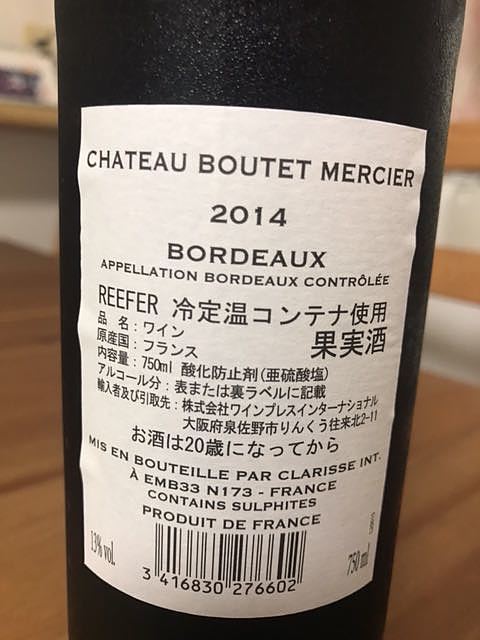 CHATEAU BOUTET MERCIER
2014
BORDEAUX
APPELLATION BORDEAUX CONTRÔLÉE
REEFER 冷定温コンテナ使用
品 名：ワイン
果実酒
原産国：フランス
内容量：750ml 酸化防止剤(亜硫酸塩)
アルコール分：表または裏ラベルに記載
輸入者及び引取先：株式会社ワインプレスインターナショナル
大阪府泉佐野市りんくう往来北2-11
お酒は20歳になってから
MIS EN BOUTEILLE PAR CLARISSE INT.
À EMB33 N173 - FRANCE
CONTAINS SULPHITES
PRODUIT DE FRANCE
13% vol.
750 ml
3 416830 276602